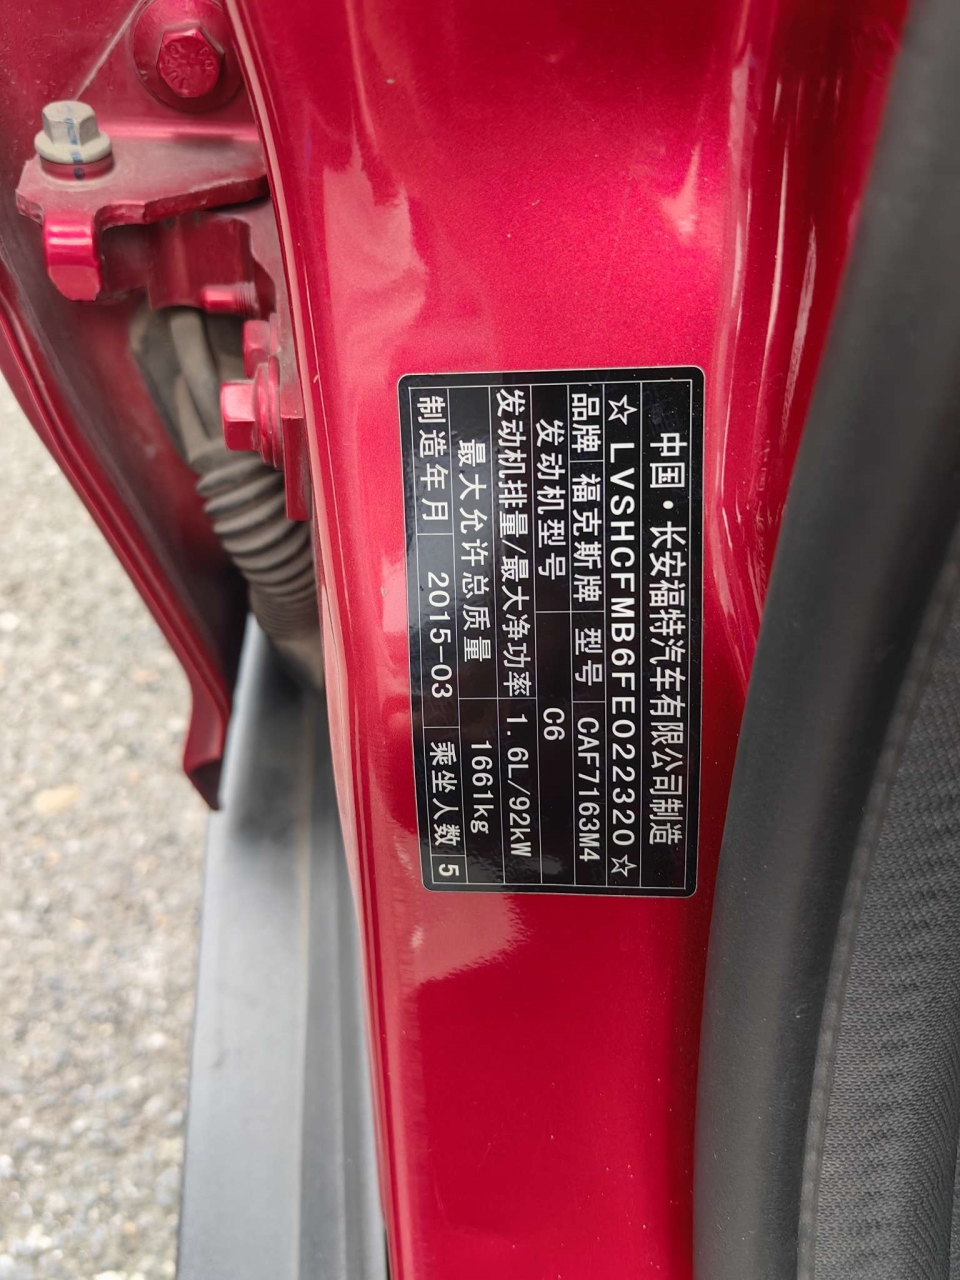 中国·长安福特汽车有限公司制造
☆LVSHCFMB6FE022320☆
品牌 福克斯牌 型号 CAF7163M4
发动机型号 C6
发动机排量/最大净功率 1.6L/92kW
最大允许总质量 1661kg
制造年月 2015-03 乘坐人数 5